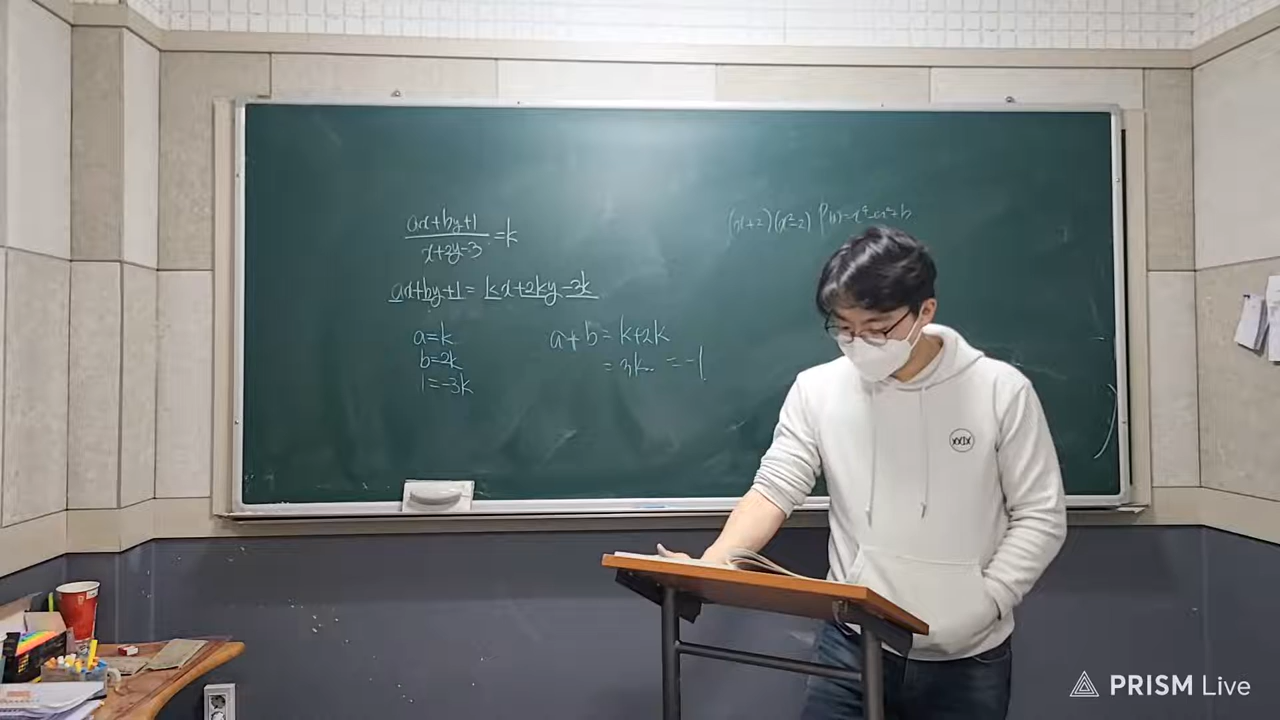 ax+by+1
x+2y-3 =k
ax+by+1= kx+2ky-3k
a=k
b=2k
1=-3k
a+b=k+2k
=3k =-1
(x+2)(x²-2)
XXIX
PRISM Live